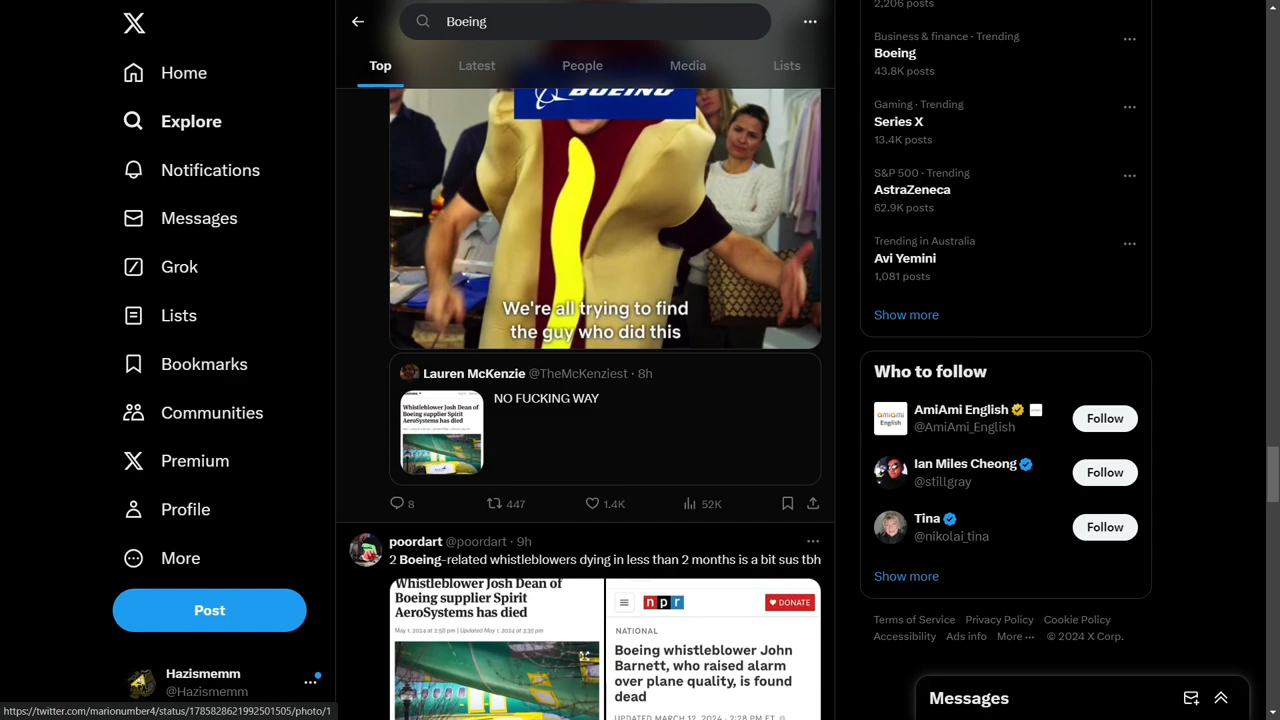 Home
Explore
Notifications
Messages
Grok
Lists
Bookmarks
Communities
Premium
Profile
More
Post
Hazismemm
@Hazismemm
https://twitter.com/marionumber4/status/1785828621992501505/photo/1
Boeing
Top
Latest
People
Media
Lists
BOEING
We're all trying to find
the guy who did this
Lauren McKenzie @TheMcKenziest · 8h
NO FUCKING WAY
Whistleblower Josh Dean of
Boeing supplier Spirit
AeroSystems has died
8
447
1.4K
52K
poordart @poordart · 9h
2 Boeing-related whistleblowers dying in less than 2 months is a bit sus tbh
Whistleblower Josh Dean of
Boeing supplier Spirit
AeroSystems has died
May 1, 2024 at 2:58 pm | Updated May 1, 2024 at 3:35 pm
npr
DONATE
NATIONAL
Boeing whistleblower John
Barnett, who raised alarm
over plane quality, is found
dead
UPDATED MARCH 12, 2024 · 2:28 PM ET
2,206 posts
Business & finance · Trending
Boeing
43.8K posts
Gaming · Trending
Series X
13.4K posts
S&P 500 · Trending
AstraZeneca
62.9K posts
Trending in Australia
Avi Yemini
1,081 posts
Show more
Who to follow
AmiAmi English
@AmiAmi_English
Follow
amiami
English
Ian Miles Cheong
@stillgray
Follow
Tina
@nikolai_tina
Follow
Show more
Terms of Service Privacy Policy Cookie Policy
Accessibility Ads info More ··· © 2024 X Corp.
Messages